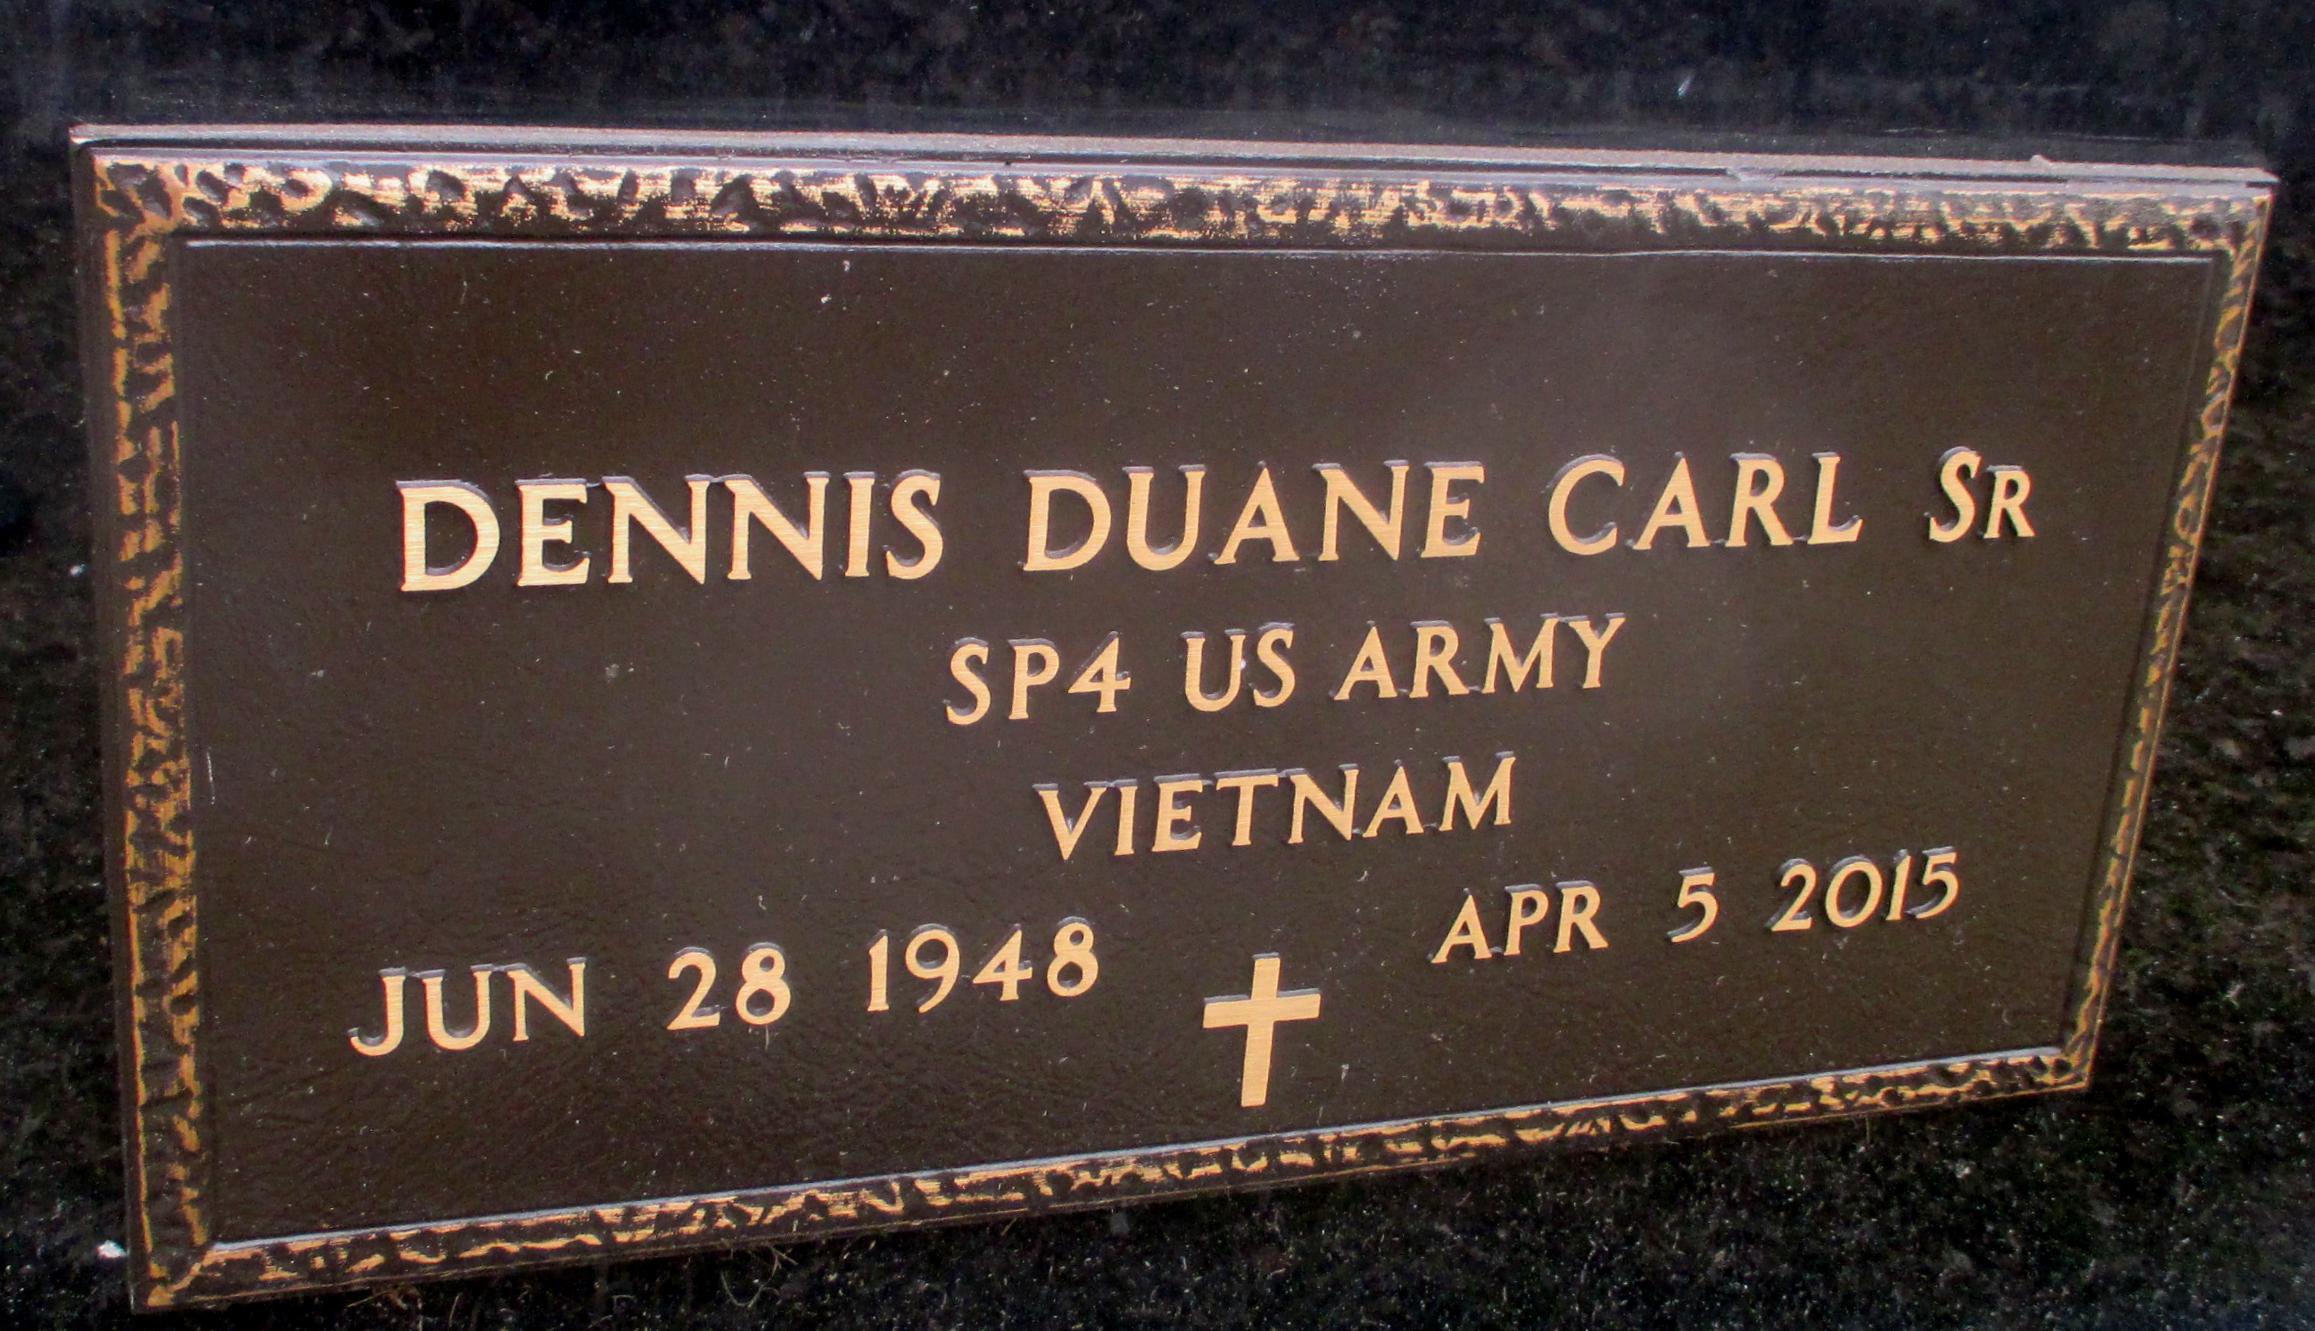 DENNIS DUANE CARL SR
SP4 US ARMY
VIETNAM
JUN 28 1948 APR 5 2015